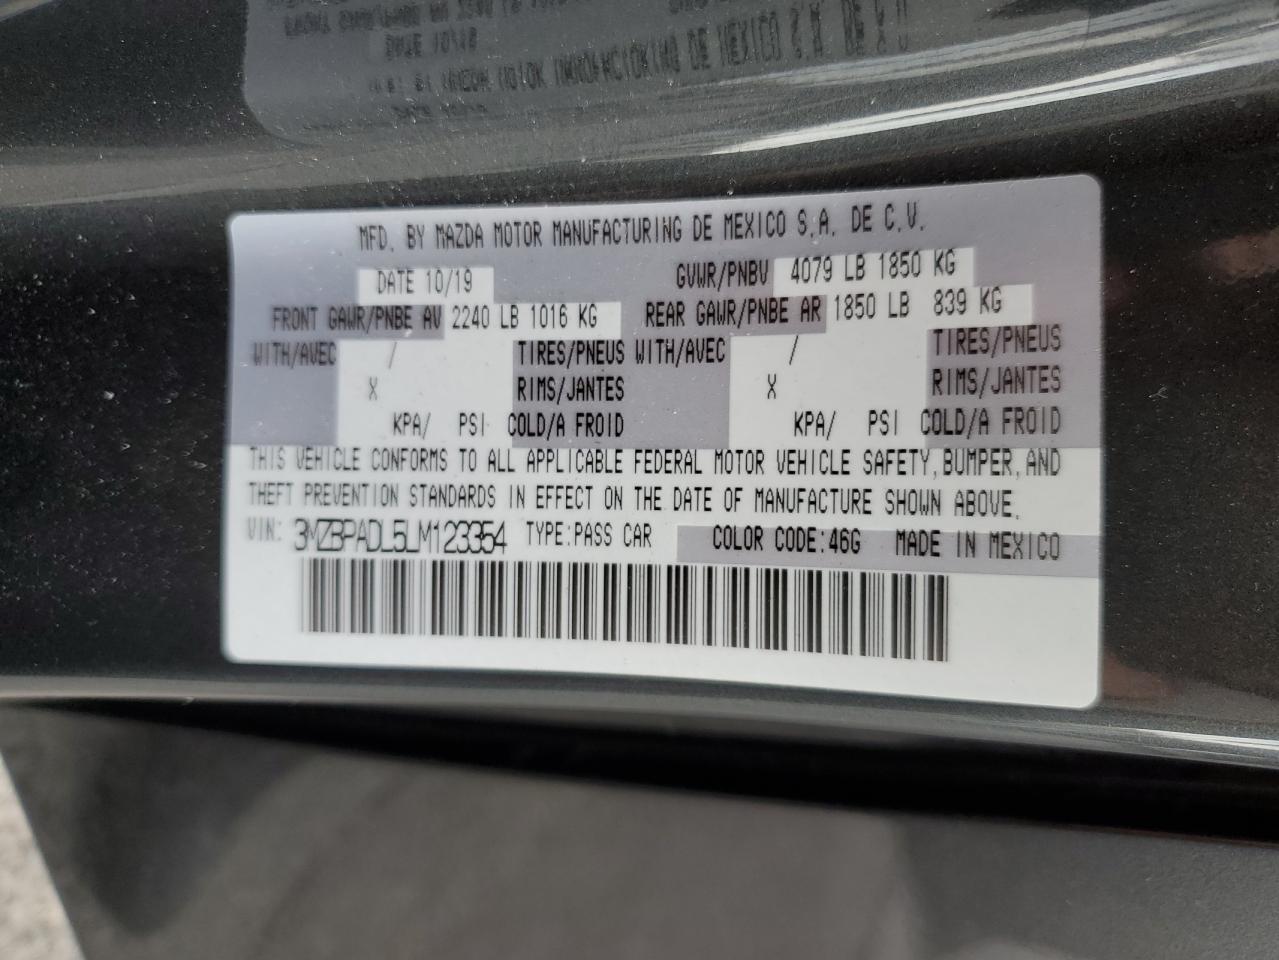 MFD. BY MAZDA MOTOR MANUFACTURING DE MEXICO S.A. DE C.V.
DATE 10/19 GVWR/PNBV 4079 LB 1850 KG
FRONT GAWR/PNBE AV 2240 LB 1016 KG REAR GAWR/PNBE AR 1850 LB 839 KG
WITH/AVEC / TIRES/PNEUS WITH/AVEC / TIRES/PNEUS
X RIMS/JANTES X RIMS/JANTES
KPA/ PSI COLD/A FROID KPA/ PSI COLD/A FROID
THIS VEHICLE CONFORMS TO ALL APPLICABLE FEDERAL MOTOR VEHICLE SAFETY, BUMPER, AND
THEFT PREVENTION STANDARDS IN EFFECT ON THE DATE OF MANUFACTURE SHOWN ABOVE.
VIN: 3MZBPADL5LM123354 TYPE:PASS CAR COLOR CODE:46G MADE IN MEXICO